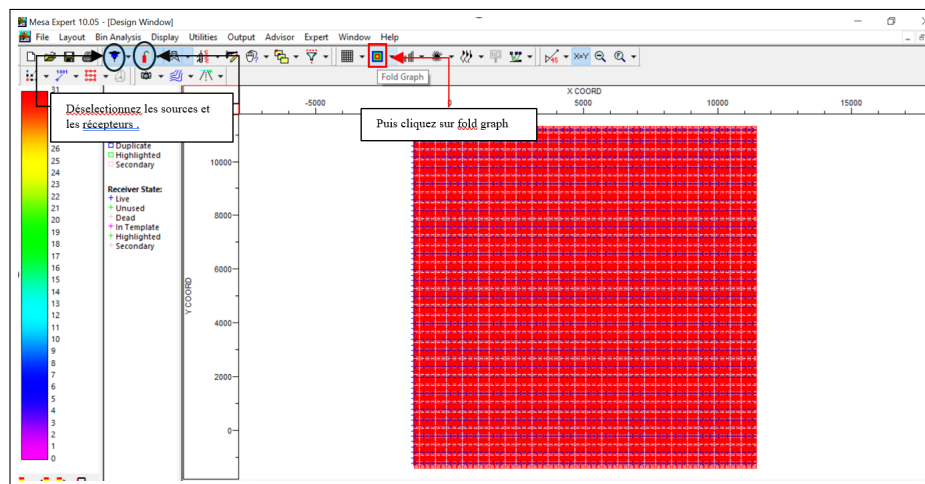 Mesa Expert 10.05 - [Design Window]
File Layout Bin Analysis Display Utilities Output Advisor Expert Window Help
X=Y
Fold Graph
X COORD
-5000 0 5000 10000 15000
Déselectionnez les sources et
les récepteurs .
Puis cliquez sur fold graph
31
26
25
24
23
22
21
20
19
18
17
16
15
14
13
12
11
10
9
8
7
6
5
4
3
2
1
0
Duplicate
Highlighted
Secondary
Receiver State:
Live
Unused
Dead
In Template
Highlighted
Secondary
Y COORD
10000
8000
6000
4000
2000
0